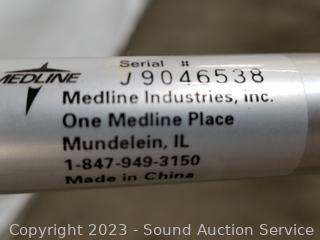 MEDLINE
Serial #
J9046538
Medline Industries, inc.
One Medline Place
Mundelein, IL
1-847-949-3150
Made in China
Copyright 2023 - Sound Auction Service